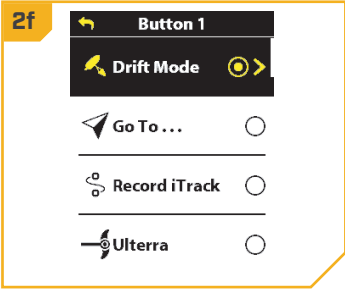 2f
Button 1
Drift Mode
Go To . . .
Record iTrack
Ulterra